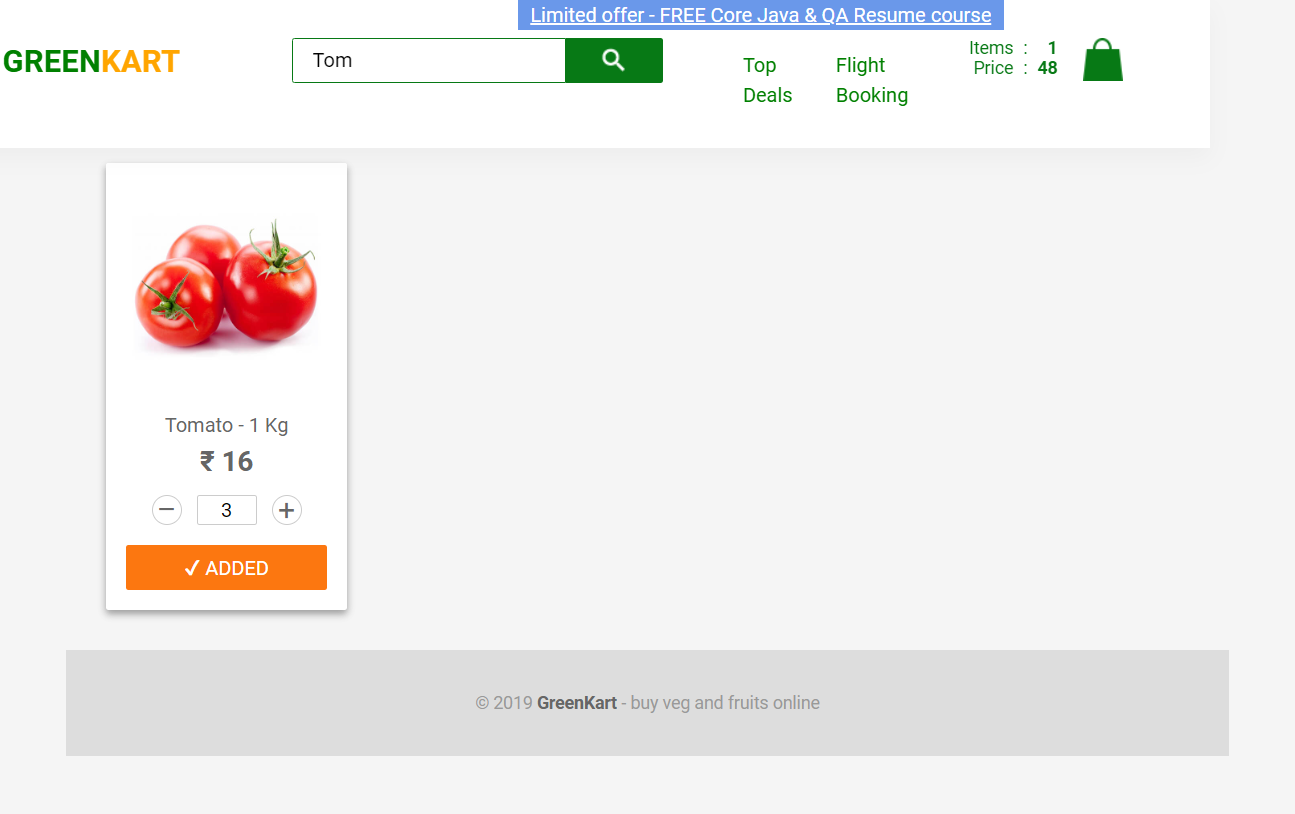 Limited offer - FREE Core Java & QA Resume course
GREENKART
Tom
Top
Deals
Flight
Booking
Items : 1
Price : 48
Tomato - 1 Kg
₹ 16
− 3 +
✓ ADDED
© 2019 GreenKart - buy veg and fruits online